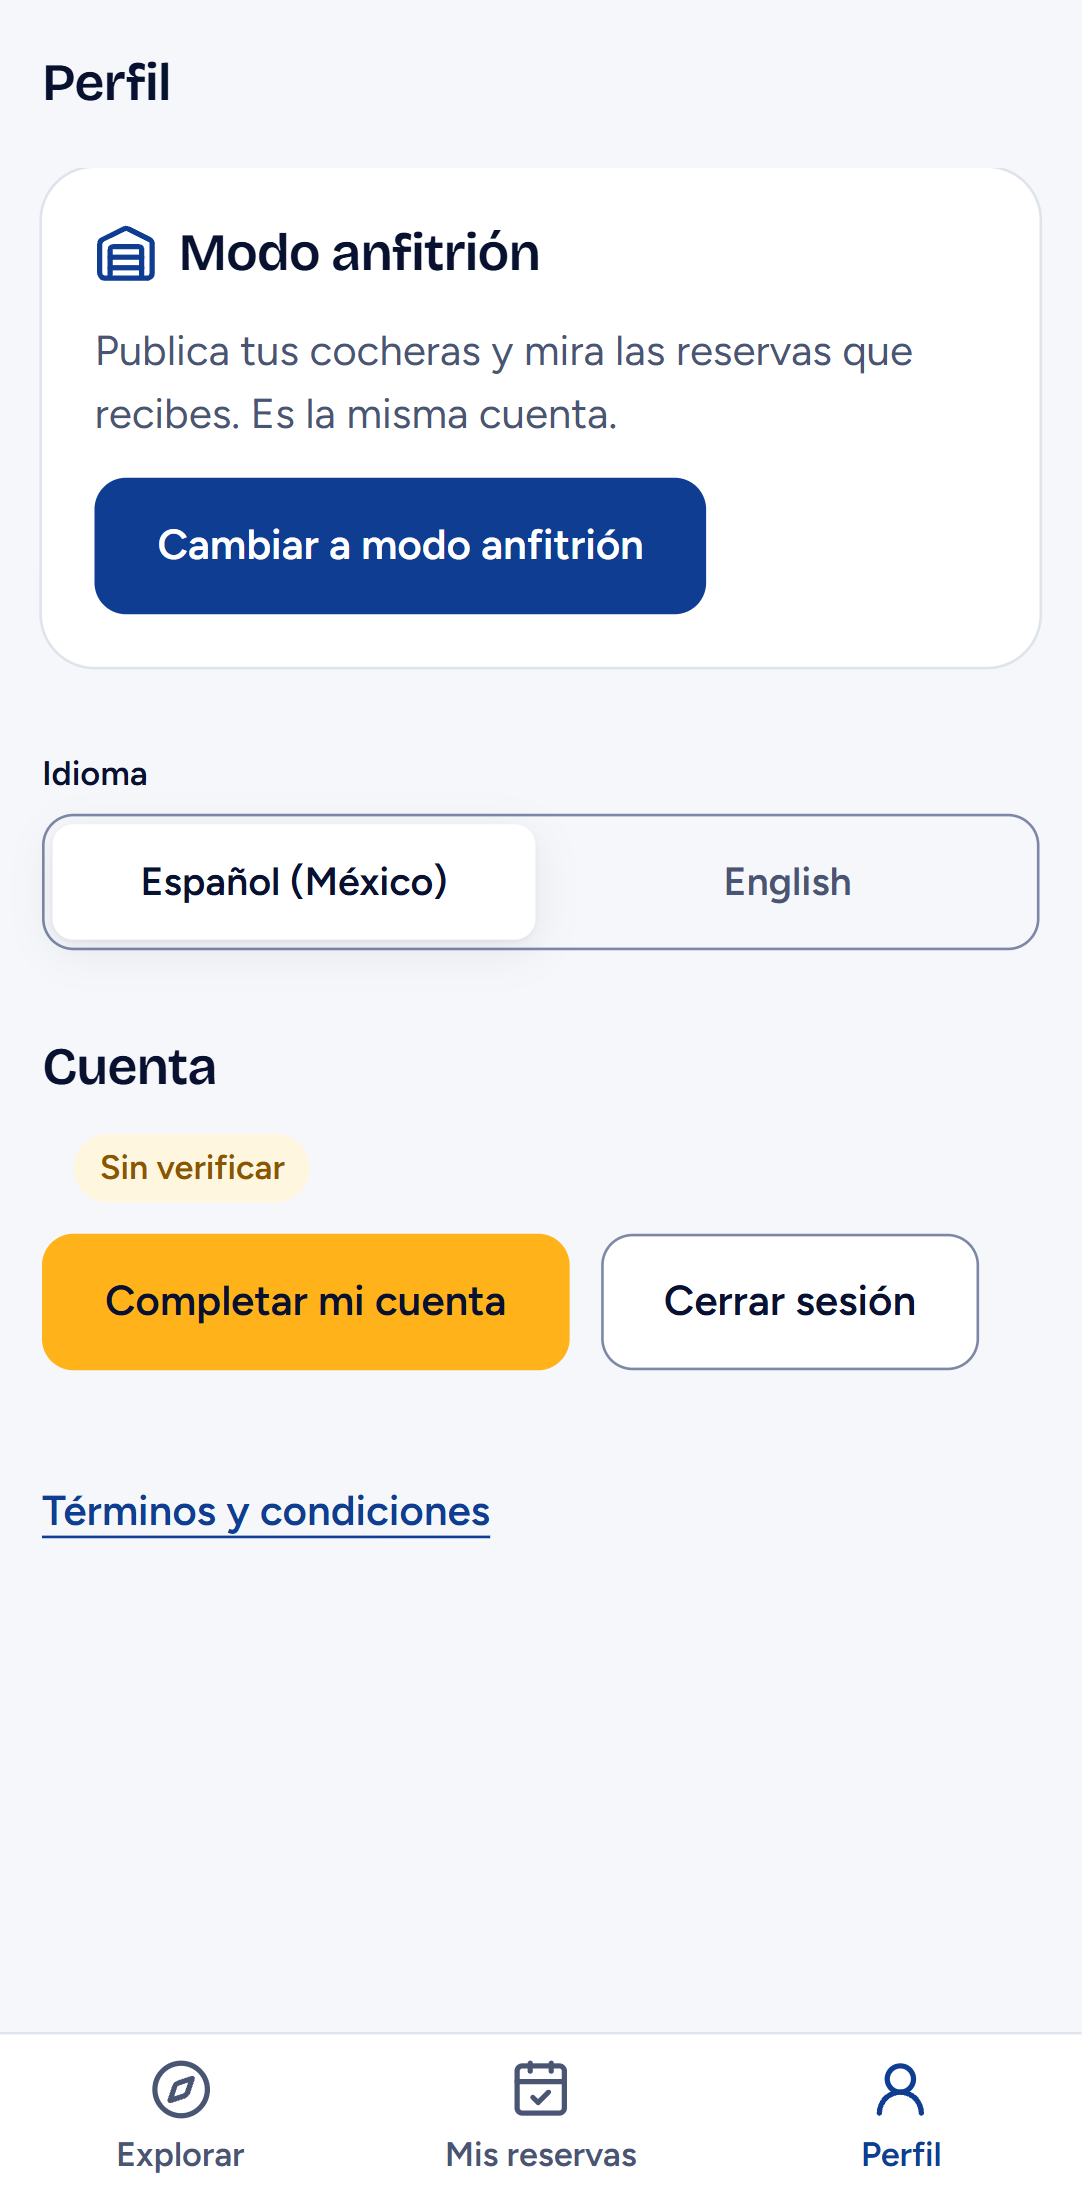 Perfil
Modo anfitrión
Publica tus cocheras y mira las reservas que
recibes. Es la misma cuenta.
Cambiar a modo anfitrión
Idioma
Español (México)
English
Cuenta
Sin verificar
Completar mi cuenta
Cerrar sesión
Términos y condiciones
Explorar
Mis reservas
Perfil